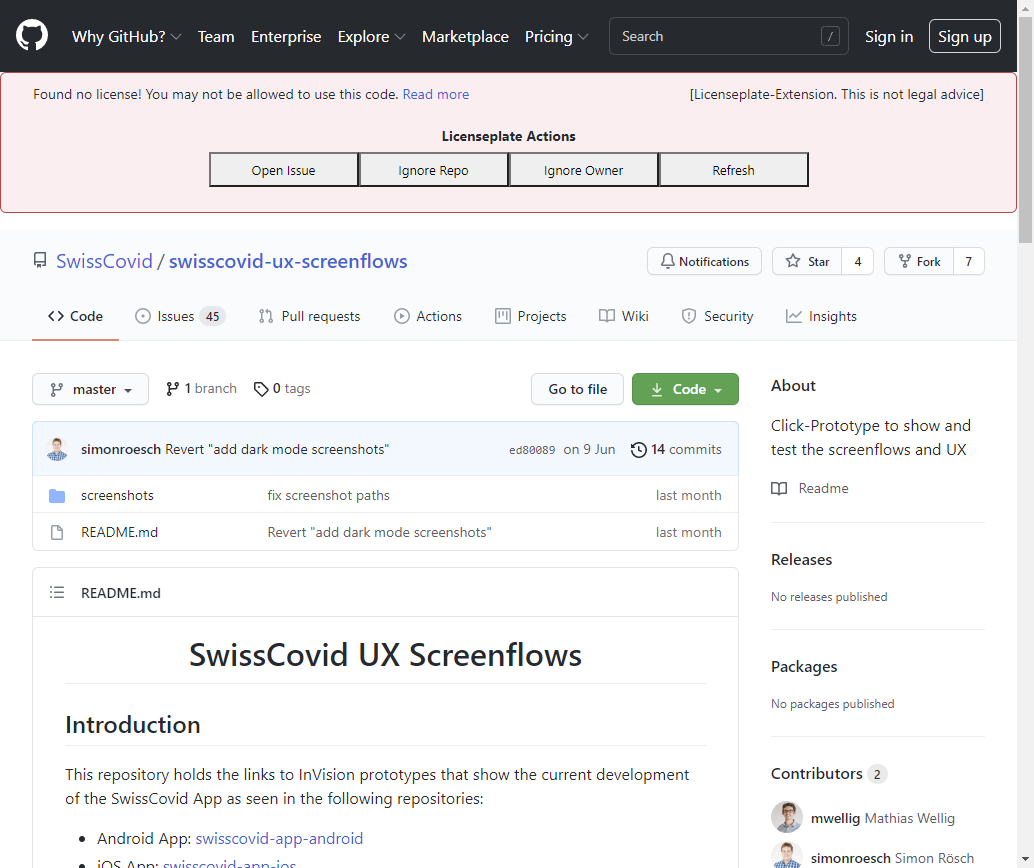 Why GitHub? Team Enterprise Explore Marketplace Pricing Search / Sign in Sign up
Found no license! You may not be allowed to use this code. Read more [Licenseplate-Extension. This is not legal advice]
Licenseplate Actions
Open Issue Ignore Repo Ignore Owner Refresh
SwissCovid / swisscovid-ux-screenflows Notifications Star 4 Fork 7
Code Issues 45 Pull requests Actions Projects Wiki Security Insights
master 1 branch 0 tags Go to file Code
simonroesch Revert "add dark mode screenshots" ed80089 on 9 Jun 14 commits
screenshots fix screenshot paths last month
README.md Revert "add dark mode screenshots" last month
README.md
SwissCovid UX Screenflows
Introduction
This repository holds the links to InVision prototypes that show the current development
of the SwissCovid App as seen in the following repositories:
Android App: swisscovid-app-android
iOS App: swisscovid-app-ios
About
Click-Prototype to show and
test the screenflows and UX
Readme
Releases
No releases published
Packages
No packages published
Contributors 2
mwellig Mathias Wellig
simonroesch Simon Rösch